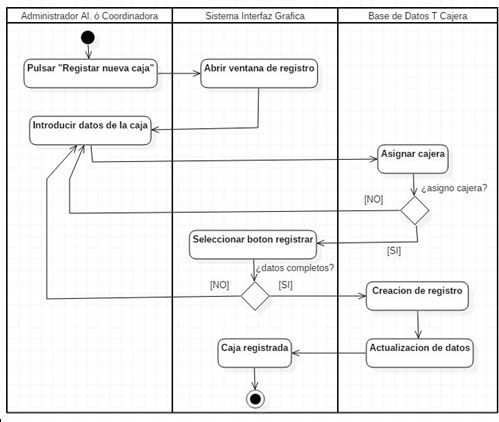 Administrador Al. ó Coordinadora
Sistema Interfaz Grafica
Base de Datos T Cajera
Pulsar "Registar nueva caja"
Abrir ventana de registro
Introducir datos de la caja
Asignar cajera
¿asigno cajera?
[NO]
[SI]
Seleccionar boton registrar
¿datos completos?
[NO]
[SI]
Creacion de registro
Caja registrada
Actualizacion de datos